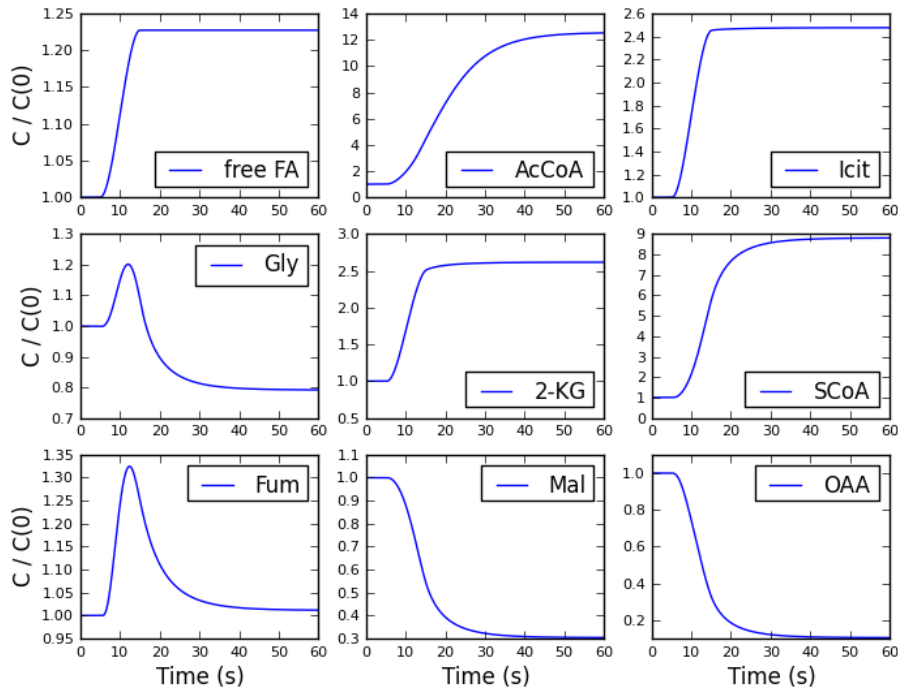 C / C(0)
1.25
1.20
1.15
1.10
1.05
1.00
0 10 20 30 40 50 60
free FA
14
12
10
8
6
4
2
0
0 10 20 30 40 50 60
AcCoA
2.6
2.4
2.2
2.0
1.8
1.6
1.4
1.2
1.0
0 10 20 30 40 50 60
Icit
C / C(0)
1.3
1.2
1.1
1.0
0.9
0.8
0.7
0 10 20 30 40 50 60
Gly
3.0
2.5
2.0
1.5
1.0
0.5
0 10 20 30 40 50 60
2-KG
9
8
7
6
5
4
3
2
1
0
0 10 20 30 40 50 60
SCoA
C / C(0)
1.35
1.30
1.25
1.20
1.15
1.10
1.05
1.00
0.95
0 10 20 30 40 50 60
Fum
Time (s)
1.1
1.0
0.9
0.8
0.7
0.6
0.5
0.4
0.3
0 10 20 30 40 50 60
Mal
Time (s)
1.0
0.8
0.6
0.4
0.2
0 10 20 30 40 50 60
OAA
Time (s)